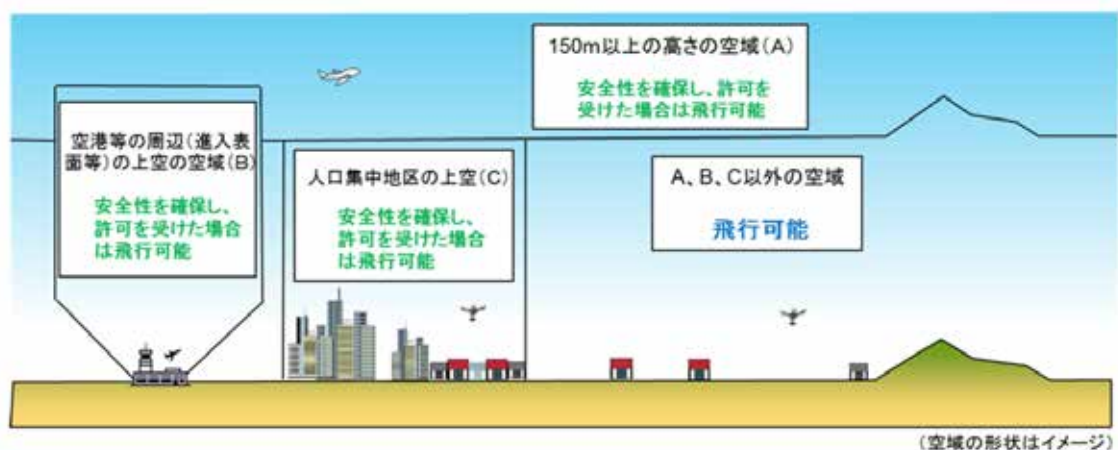 150m以上の高さの空域(A)
安全性を確保し、許可を
受けた場合は飛行可能
空港等の周辺(進入表
面等)の上空の空域(B)
安全性を確保し、
許可を受けた場合
は飛行可能
人口集中地区の上空(C)
安全性を確保し、
許可を受けた場合
は飛行可能
A、B、C以外の空域
飛行可能
(空域の形状はイメージ)